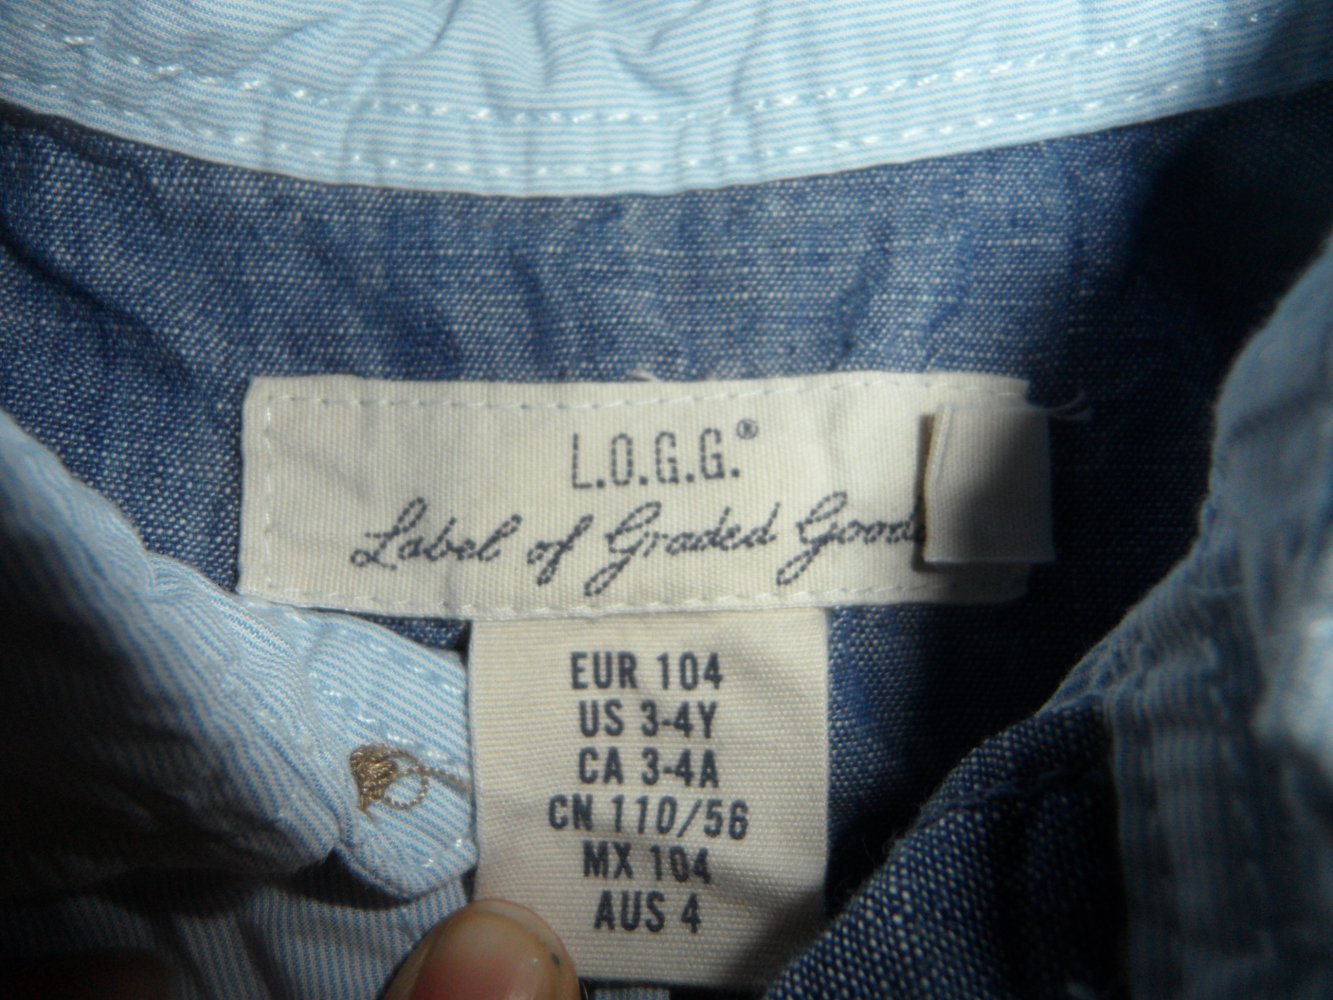 L.O.G.G.®
Label of Graded Goods
EUR 104
US 3-4Y
CA 3-4A
CN 110/56
MX 104
AUS 4